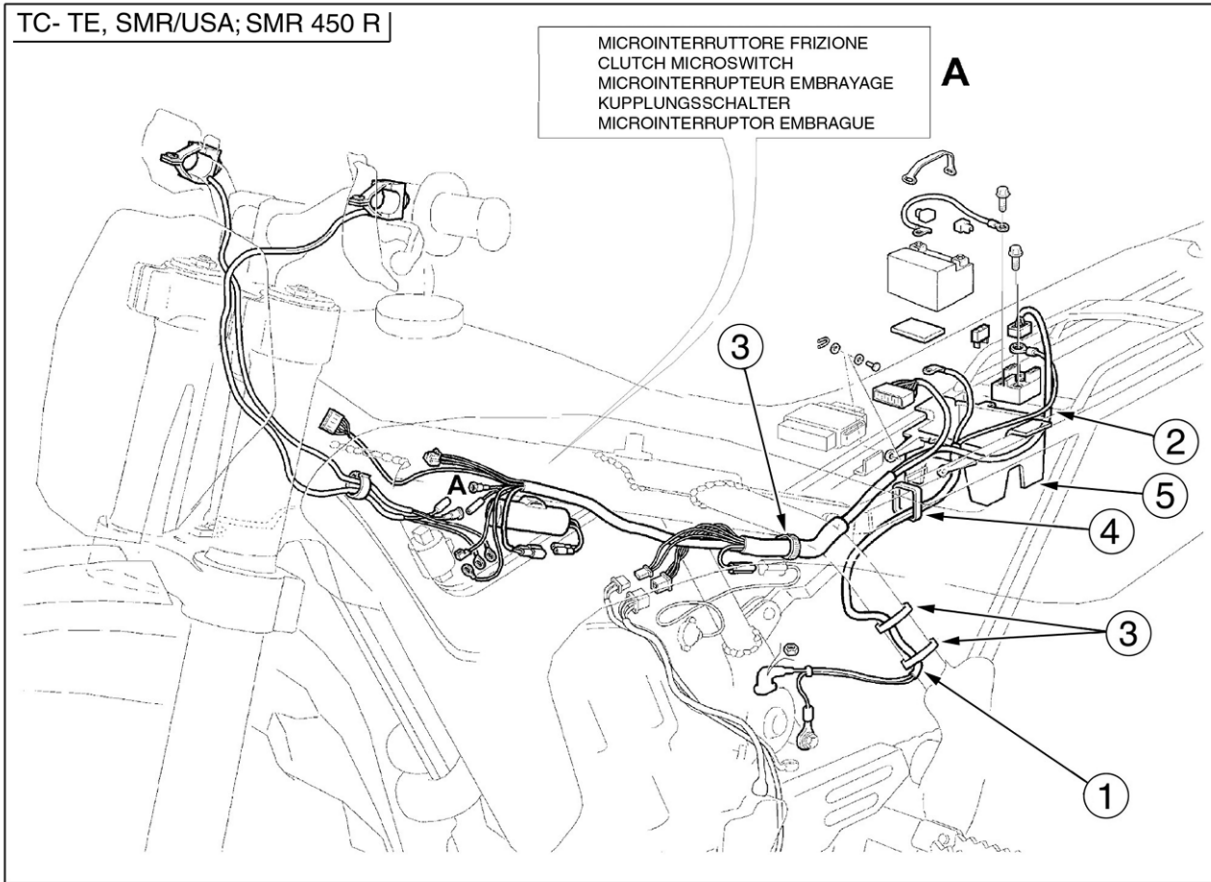 TC- TE, SMR/USA; SMR 450 R
MICROINTERRUTTORE FRIZIONE
CLUTCH MICROSWITCH
MICROINTERRUPTEUR EMBRAYAGE
KUPPLUNGSSCHALTER
MICROINTERRUPTOR EMBRAGUE
A
3
2
A
5
4
3
1